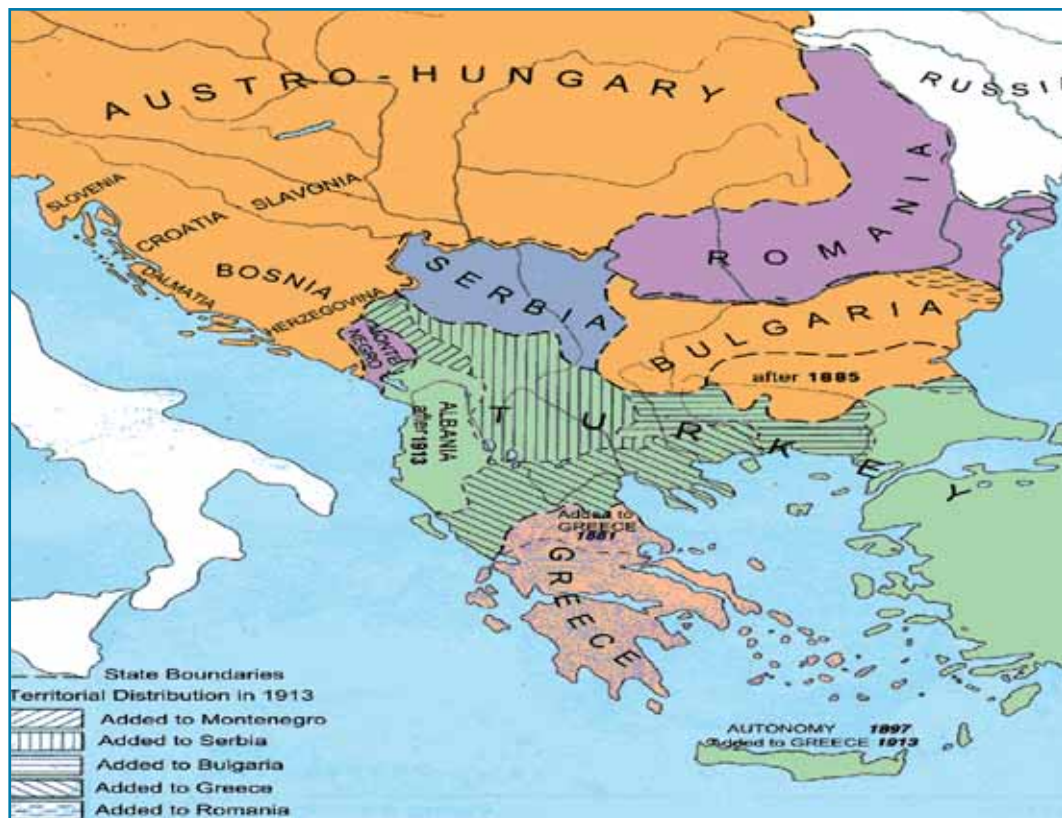 AUSTRO-HUNGARY
RUSSI
SLOVENIA
CROATIA SLAVONIA
DALMATIA
BOSNIA
HERZEGOVINA
SERBIA
ROMANIA
BULGARIA
after 1885
MONTE
NEGRO
ALBANIA
after 1913
TURKEY
Added to
GREECE
1881
GREECE
AUTONOMY 1897
Added to GREECE 1913
State Boundaries
Territorial Distribution in 1913
Added to Montenegro
Added to Serbia
Added to Bulgaria
Added to Greece
Added to Romania